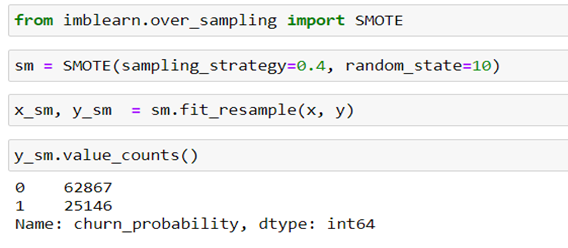 from imblearn.over_sampling import SMOTE
sm = SMOTE(sampling_strategy=0.4, random_state=10)
x_sm, y_sm  = sm.fit_resample(x, y)
y_sm.value_counts()
0    62867
1    25146
Name: churn_probability, dtype: int64